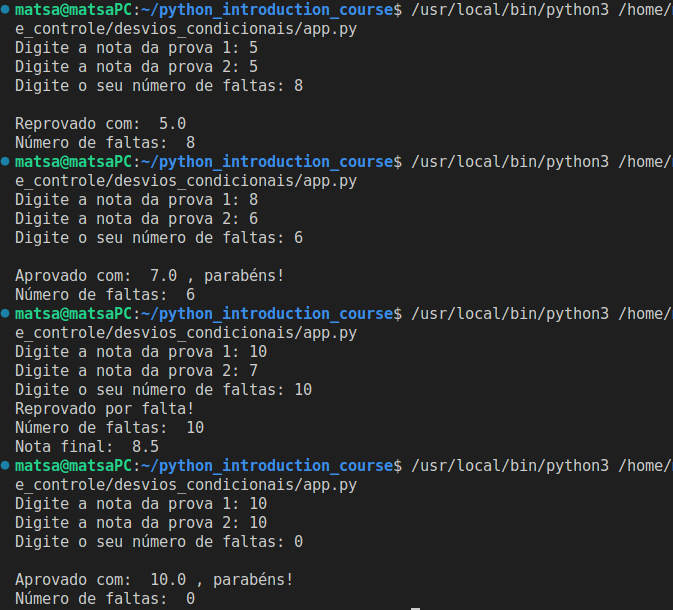 matsa@matsaPC:~/python_introduction_course$ /usr/local/bin/python3 /home/
e_controle/desvios_condicionais/app.py
Digite a nota da prova 1: 5
Digite a nota da prova 2: 5
Digite o seu número de faltas: 8
Reprovado com:  5.0
Número de faltas:  8
matsa@matsaPC:~/python_introduction_course$ /usr/local/bin/python3 /home/
e_controle/desvios_condicionais/app.py
Digite a nota da prova 1: 8
Digite a nota da prova 2: 6
Digite o seu número de faltas: 6
Aprovado com:  7.0 , parabéns!
Número de faltas:  6
matsa@matsaPC:~/python_introduction_course$ /usr/local/bin/python3 /home/
e_controle/desvios_condicionais/app.py
Digite a nota da prova 1: 10
Digite a nota da prova 2: 7
Digite o seu número de faltas: 10
Reprovado por falta!
Número de faltas:  10
Nota final:  8.5
matsa@matsaPC:~/python_introduction_course$ /usr/local/bin/python3 /home/
e_controle/desvios_condicionais/app.py
Digite a nota da prova 1: 10
Digite a nota da prova 2: 10
Digite o seu número de faltas: 0
Aprovado com:  10.0 , parabéns!
Número de faltas:  0